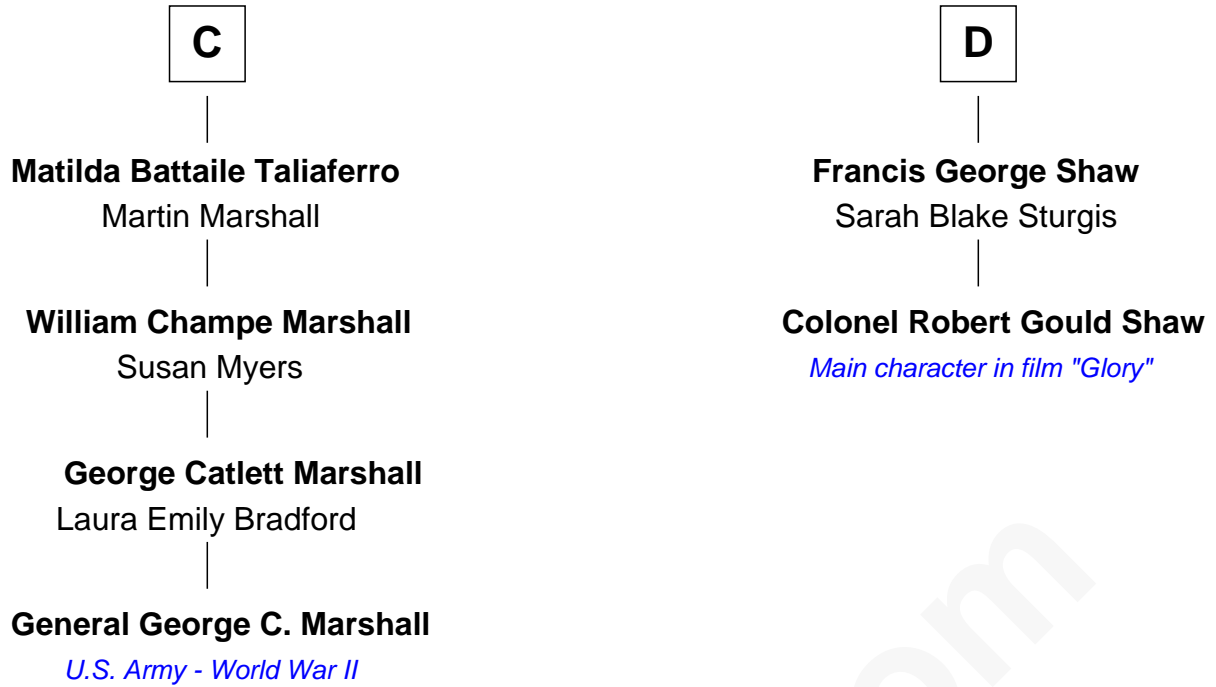 C
Matilda Battaile Taliaferro
Martin Marshall
William Champe Marshall
Susan Myers
George Catlett Marshall
Laura Emily Bradford
General George C. Marshall
U.S. Army - World War II
D
Francis George Shaw
Sarah Blake Sturgis
Colonel Robert Gould Shaw
Main character in film "Glory"
om